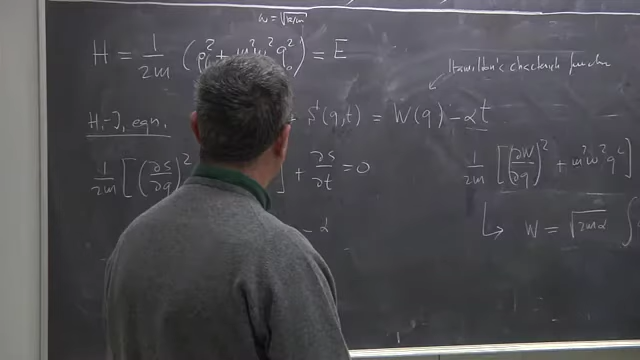 ω = √k/m
H = 1/2m (p² + m²ω²q²) = E
Hamilton's characteristic function
H.-J. eqn. S(q,t) = W(q) - αt
1/2m [(∂S/∂q)² ] + ∂S/∂t = 0
1/2m [(∂W/∂q)² + m²ω²q²]
- α
↳ W = √2mα ∫